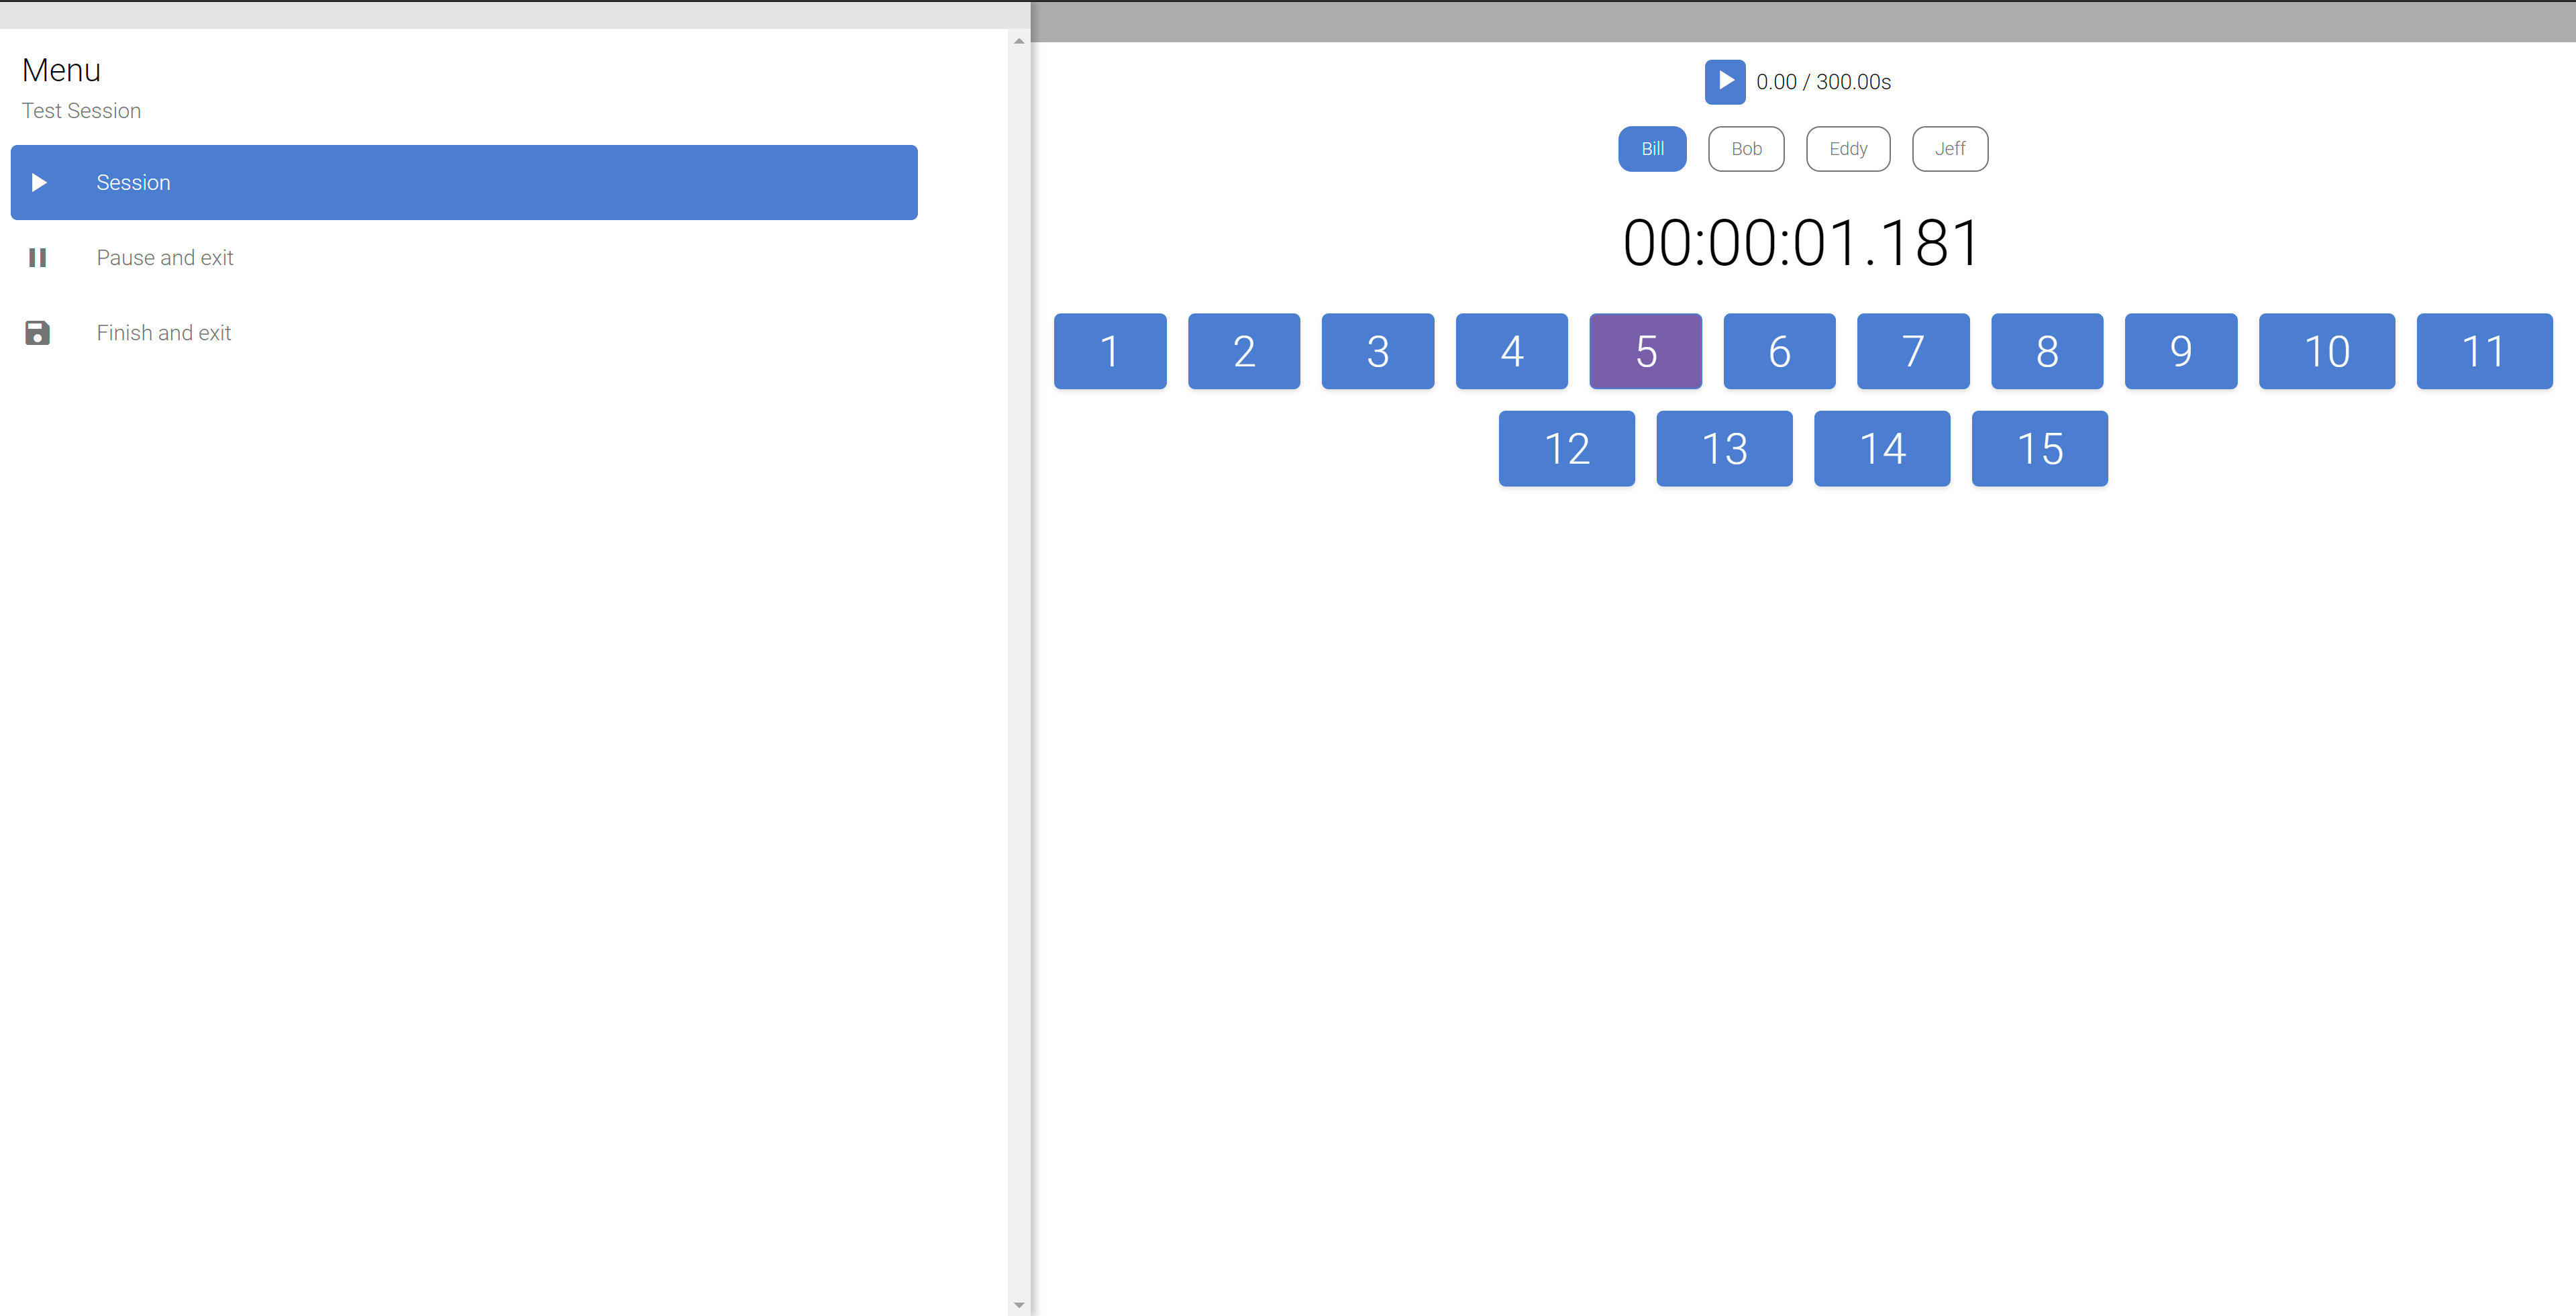 Menu
Test Session
Session
Pause and exit
Finish and exit
0.00 / 300.00s
Bill Bob Eddy Jeff
00:00:01.181
1 2 3 4 5 6 7 8 9 10 11
12 13 14 15